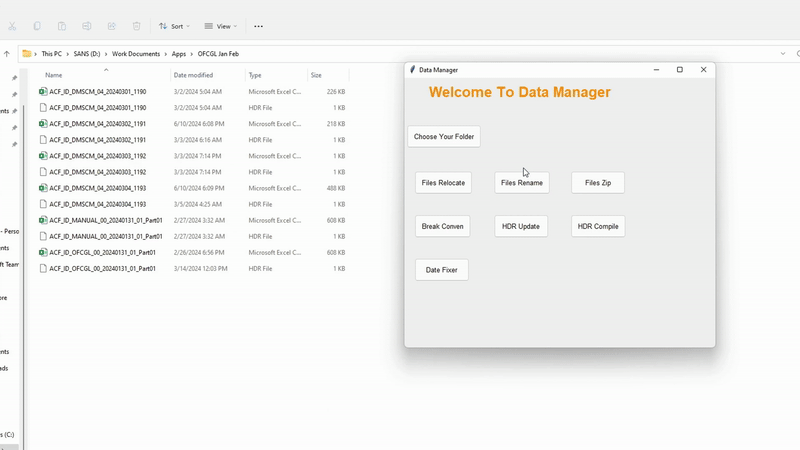 Sort
View
This PC > SANS (D:) > Work Documents > Apps > OFCGL Jan Feb
Name Date modified Type Size
ACF_ID_DMSCM_04_20240301_1190 3/2/2024 5:04 AM Microsoft Excel C... 226 KB
ACF_ID_DMSCM_04_20240301_1190 3/2/2024 5:04 AM HDR File 1 KB
ACF_ID_DMSCM_04_20240302_1191 6/10/2024 6:08 PM Microsoft Excel C... 218 KB
ACF_ID_DMSCM_04_20240302_1191 3/3/2024 6:16 AM HDR File 1 KB
ACF_ID_DMSCM_04_20240303_1192 3/3/2024 7:14 PM Microsoft Excel C... 1 KB
ACF_ID_DMSCM_04_20240303_1192 3/3/2024 7:14 PM HDR File 1 KB
ACF_ID_DMSCM_04_20240304_1193 6/10/2024 6:09 PM Microsoft Excel C... 488 KB
ACF_ID_DMSCM_04_20240304_1193 3/5/2024 4:25 AM HDR File 1 KB
ACF_ID_MANUAL_00_20240131_01_Part01 2/27/2024 3:32 AM Microsoft Excel C... 608 KB
ACF_ID_MANUAL_00_20240131_01_Part01 2/27/2024 3:32 AM HDR File 1 KB
ACF_ID_OFCGL_00_20240131_01_Part01 2/26/2024 6:56 PM Microsoft Excel C... 608 KB
ACF_ID_OFCGL_00_20240131_01_Part01 3/14/2024 12:03 PM HDR File 1 KB
ents
- Perso
ents
ft Team
ore
ents
ads
s (C:)
Data Manager
Welcome To Data Manager
Choose Your Folder
Files Relocate Files Rename Files Zip
Break Conven HDR Update HDR Compile
Date Fixer